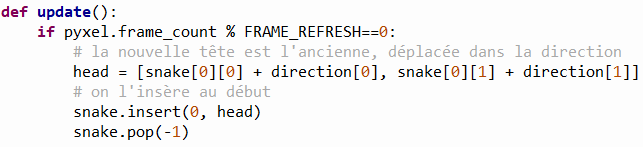 def update():
    if pyxel.frame_count % FRAME_REFRESH==0:
        # la nouvelle tête est l'ancienne, déplacée dans la direction
        head = [snake[0][0] + direction[0], snake[0][1] + direction[1]]
        # on l'insère au début
        snake.insert(0, head)
        snake.pop(-1)